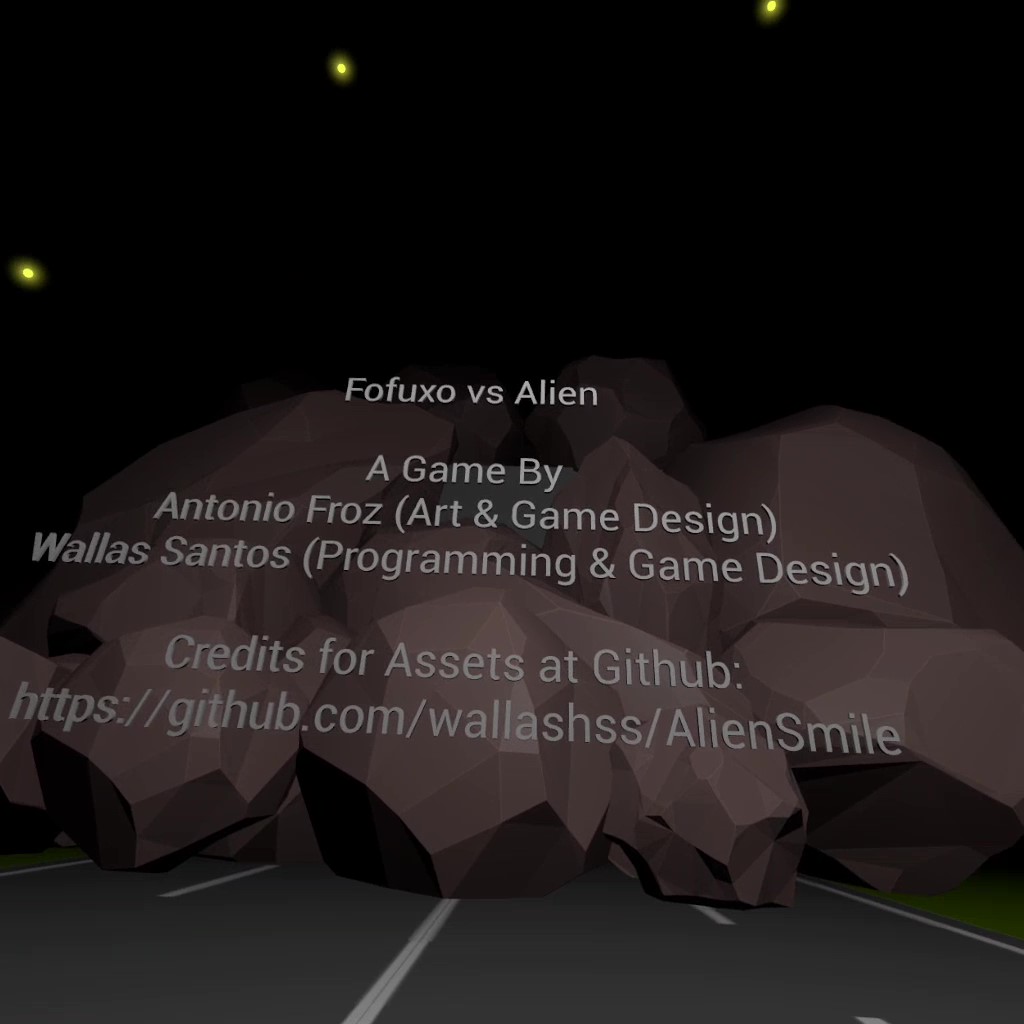 Fofuxo vs Alien
A Game By
Antonio Froz (Art & Game Design)
Wallas Santos (Programming & Game Design)
Credits for Assets at Github:
https://github.com/wallashss/AlienSmile